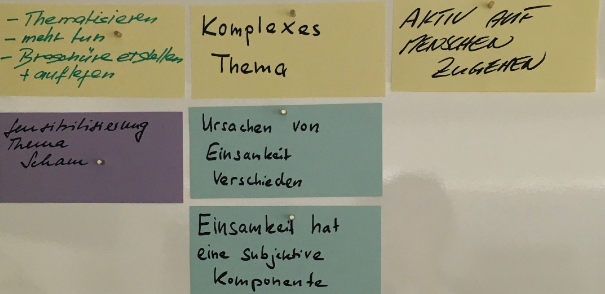 - Thematisieren
- mehr tun
- Broschüre erstellen
+ auflegen
Komplexes
Thema
AKTIV AUF
MENSCHEN
ZUGEHEN
Sensibilisierung
Thema
Scham
Ursachen von
Einsamkeit
Verschieden
Einsamkeit hat
eine subjektive
Komponente